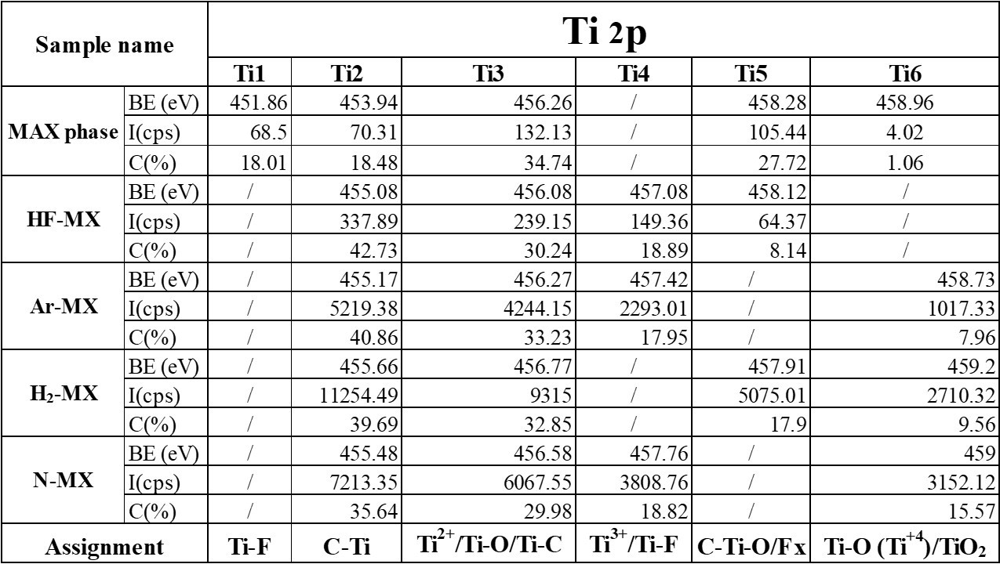 Sample name Ti 2p
Ti1 Ti2 Ti3 Ti4 Ti5 Ti6
MAX phase BE (eV) 451.86 453.94 456.26 / 458.28 458.96
I(cps) 68.5 70.31 132.13 / 105.44 4.02
C(%) 18.01 18.48 34.74 / 27.72 1.06
HF-MX BE (eV) / 455.08 456.08 457.08 458.12 /
I(cps) / 337.89 239.15 149.36 64.37 /
C(%) / 42.73 30.24 18.89 8.14 /
Ar-MX BE (eV) / 455.17 456.27 457.42 / 458.73
I(cps) / 5219.38 4244.15 2293.01 / 1017.33
C(%) / 40.86 33.23 17.95 / 7.96
H₂-MX BE (eV) / 455.66 456.77 / 457.91 459.2
I(cps) / 11254.49 9315 / 5075.01 2710.32
C(%) / 39.69 32.85 / 17.9 9.56
N-MX BE (eV) / 455.48 456.58 457.76 / 459
I(cps) / 7213.35 6067.55 3808.76 / 3152.12
C(%) / 35.64 29.98 18.82 / 15.57
Assignment Ti-F C-Ti Ti²⁺/Ti-O/Ti-C Ti³⁺/Ti-F C-Ti-O/Fx Ti-O (Ti⁺⁴)/TiO₂